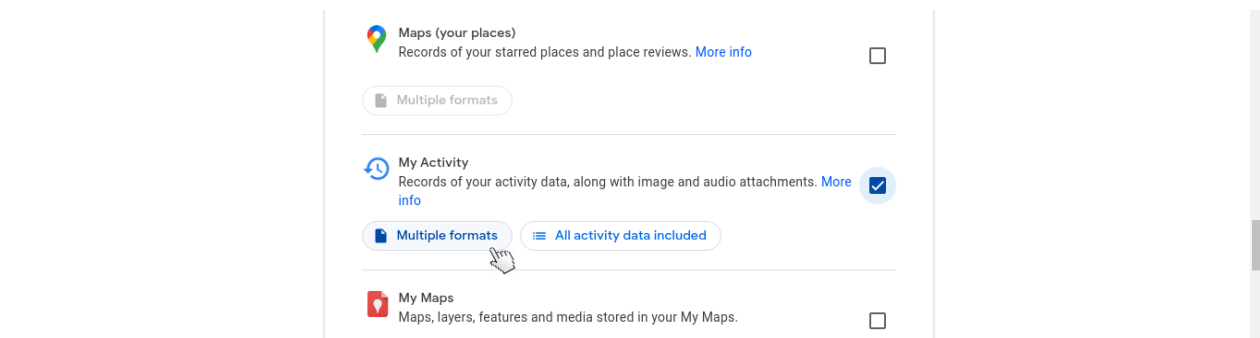 Maps (your places)
Records of your starred places and place reviews. More info
Multiple formats
My Activity
Records of your activity data, along with image and audio attachments. More
info
Multiple formats
All activity data included
My Maps
Maps, layers, features and media stored in your My Maps.